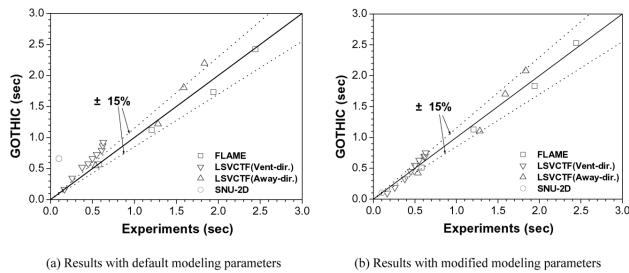 3.0
2.5
2.0
1.5
1.0
0.5
0.0
GOTHIC (sec)
± 15%
FLAME
LSVCTF(Vent-dir.)
LSVCTF(Away-dir.)
SNU-2D
0.0 0.5 1.0 1.5 2.0 2.5 3.0
Experiments (sec)
(a) Results with default modeling parameters
3.0
2.5
2.0
1.5
1.0
0.5
0.0
GOTHIC (sec)
± 15%
FLAME
LSVCTF(Vent-dir.)
LSVCTF(Away-dir.)
SNU-2D
0.0 0.5 1.0 1.5 2.0 2.5 3.0
Experiments (sec)
(b) Results with modified modeling parameters